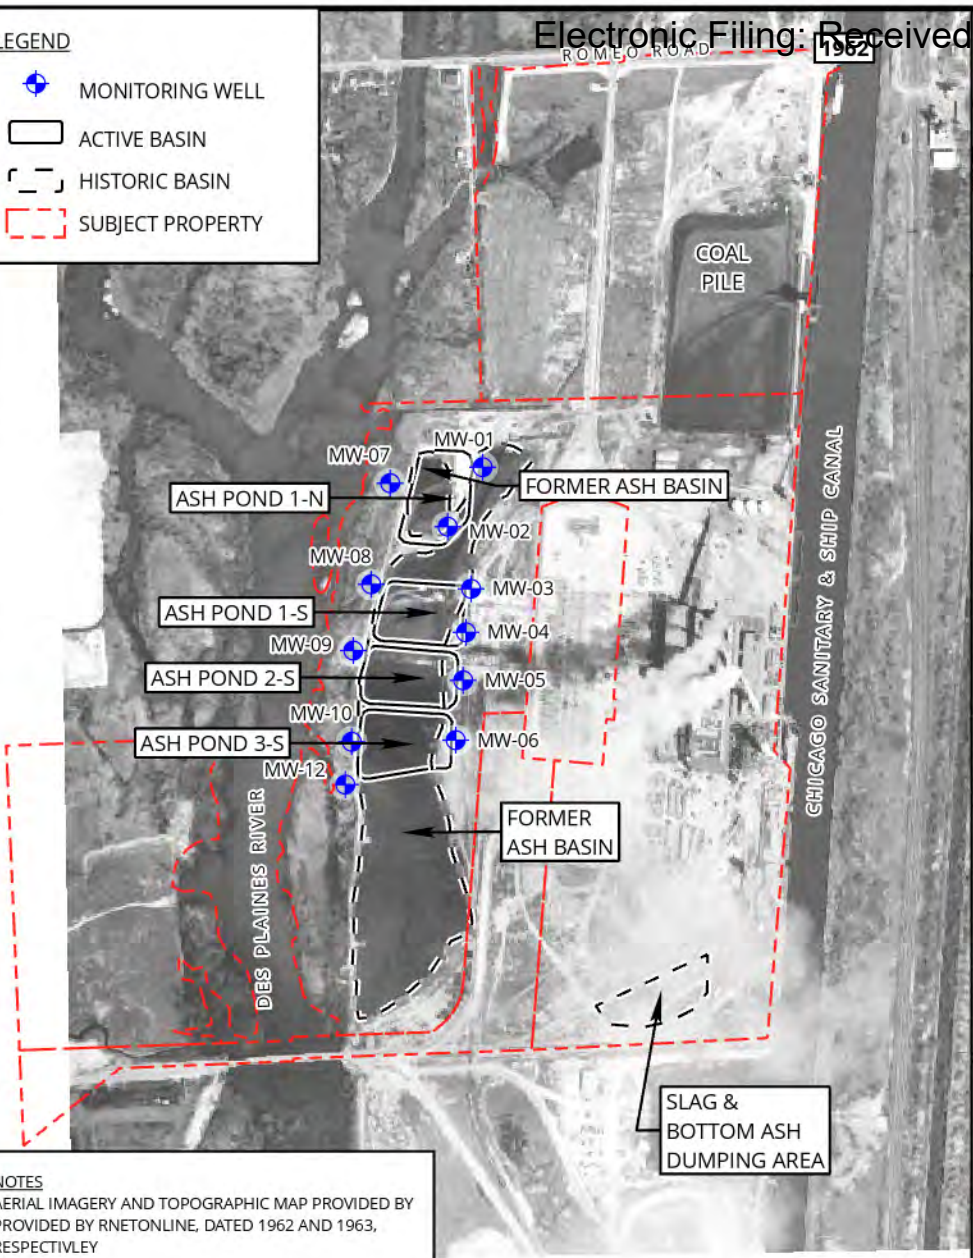 Electronic Filing: Received
LEGEND
MONITORING WELL
ACTIVE BASIN
HISTORIC BASIN
SUBJECT PROPERTY
ROMEO ROAD
1962
COAL
PILE
MW-01
MW-07
FORMER ASH BASIN
ASH POND 1-N
MW-02
MW-08
MW-03
ASH POND 1-S
MW-04
MW-09
ASH POND 2-S
MW-05
MW-10
ASH POND 3-S
MW-06
MW-12
CHICAGO SANITARY & SHIP CANAL
DES PLAINES RIVER
FORMER
ASH BASIN
SLAG &
BOTTOM ASH
DUMPING AREA
NOTES
AERIAL IMAGERY AND TOPOGRAPHIC MAP PROVIDED BY
PROVIDED BY RNETONLINE, DATED 1962 AND 1963,
RESPECTIVLEY